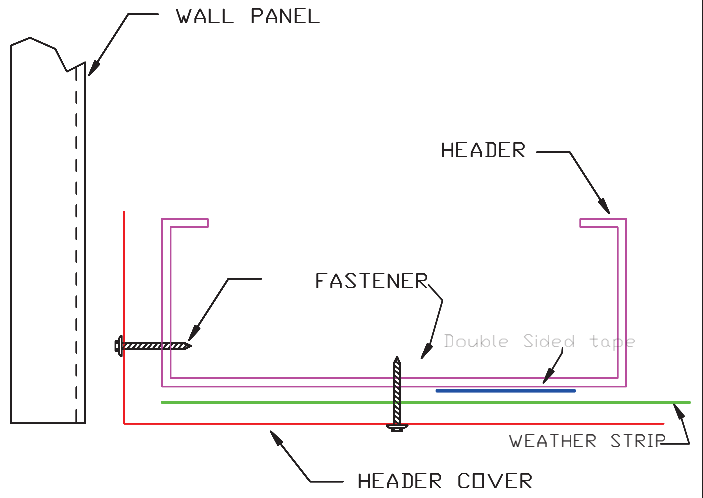 WALL PANEL
HEADER
FASTENER
Double Sided tape
WEATHER STRIP
HEADER COVER